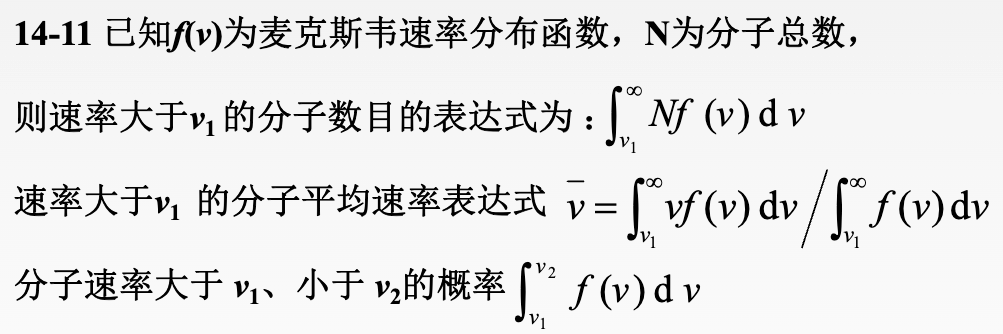 14-11 已知f(v)为麦克斯韦速率分布函数，N为分子总数，
则速率大于v₁的分子数目的表达式为：∫_{v₁}^{∞} Nf (v) d v
速率大于v₁ 的分子平均速率表达式 v̄ = ∫_{v₁}^{∞} vf (v) dv / ∫_{v₁}^{∞} f (v) dv
分子速率大于 v₁、小于 v₂的概率 ∫_{v₁}^{v₂} f (v) d v